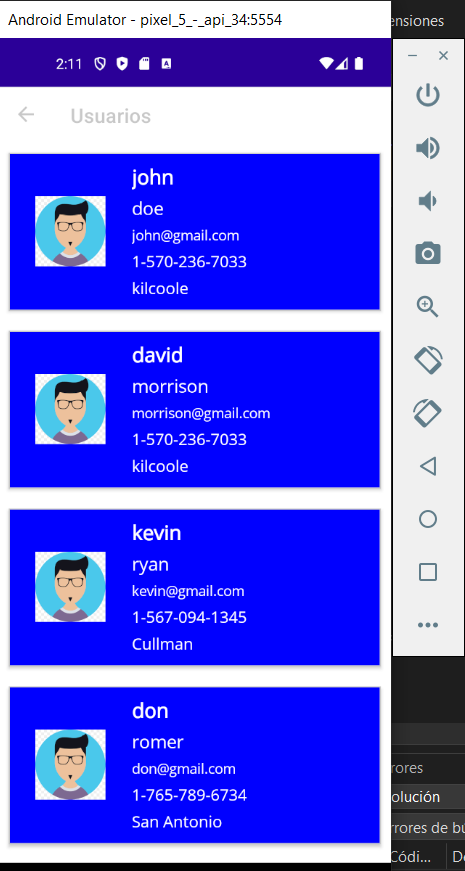 Android Emulator - pixel_5_-_api_34:5554
ensiones
2:11
A
Usuarios
john
doe
john@gmail.com
1-570-236-7033
kilcoole
david
morrison
morrison@gmail.com
1-570-236-7033
kilcoole
kevin
ryan
kevin@gmail.com
1-567-094-1345
Cullman
don
romer
don@gmail.com
1-765-789-6734
San Antonio
rores
olución
rrores de bú
Códi...
De